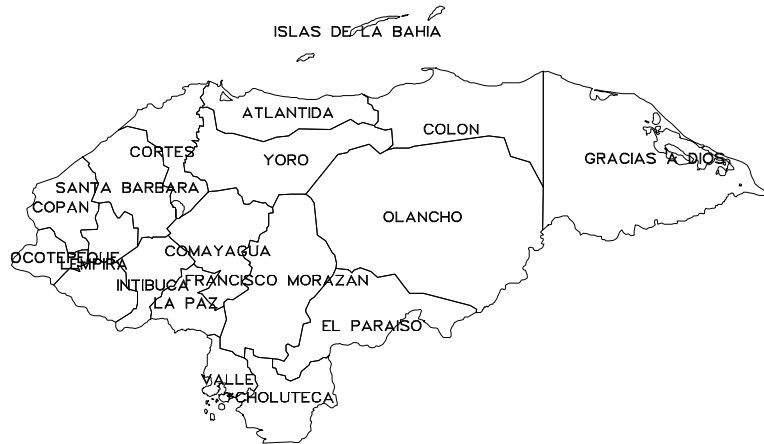 ISLAS DE LA BAHIA
ATLANTIDA
COLON
CORTES
YORO
GRACIAS A DIOS
SANTA BARBARA
COPAN
OLANCHO
COMAYAGUA
OCOTEPEQUE
LEMPIRA
INTIBUCA
FRANCISCO MORAZAN
LA PAZ
EL PARAISO
VALLE
CHOLUTECA